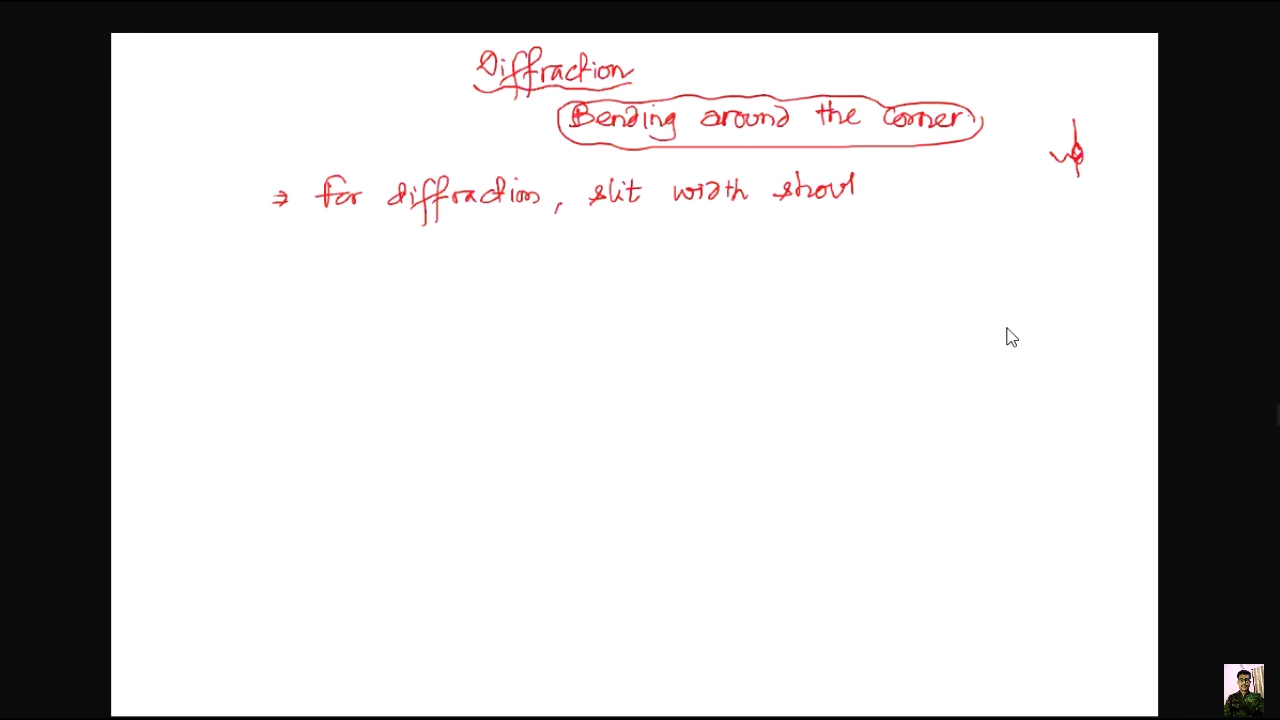 Diffraction
Bending around the corner
⇒ for diffraction, slit width shoul